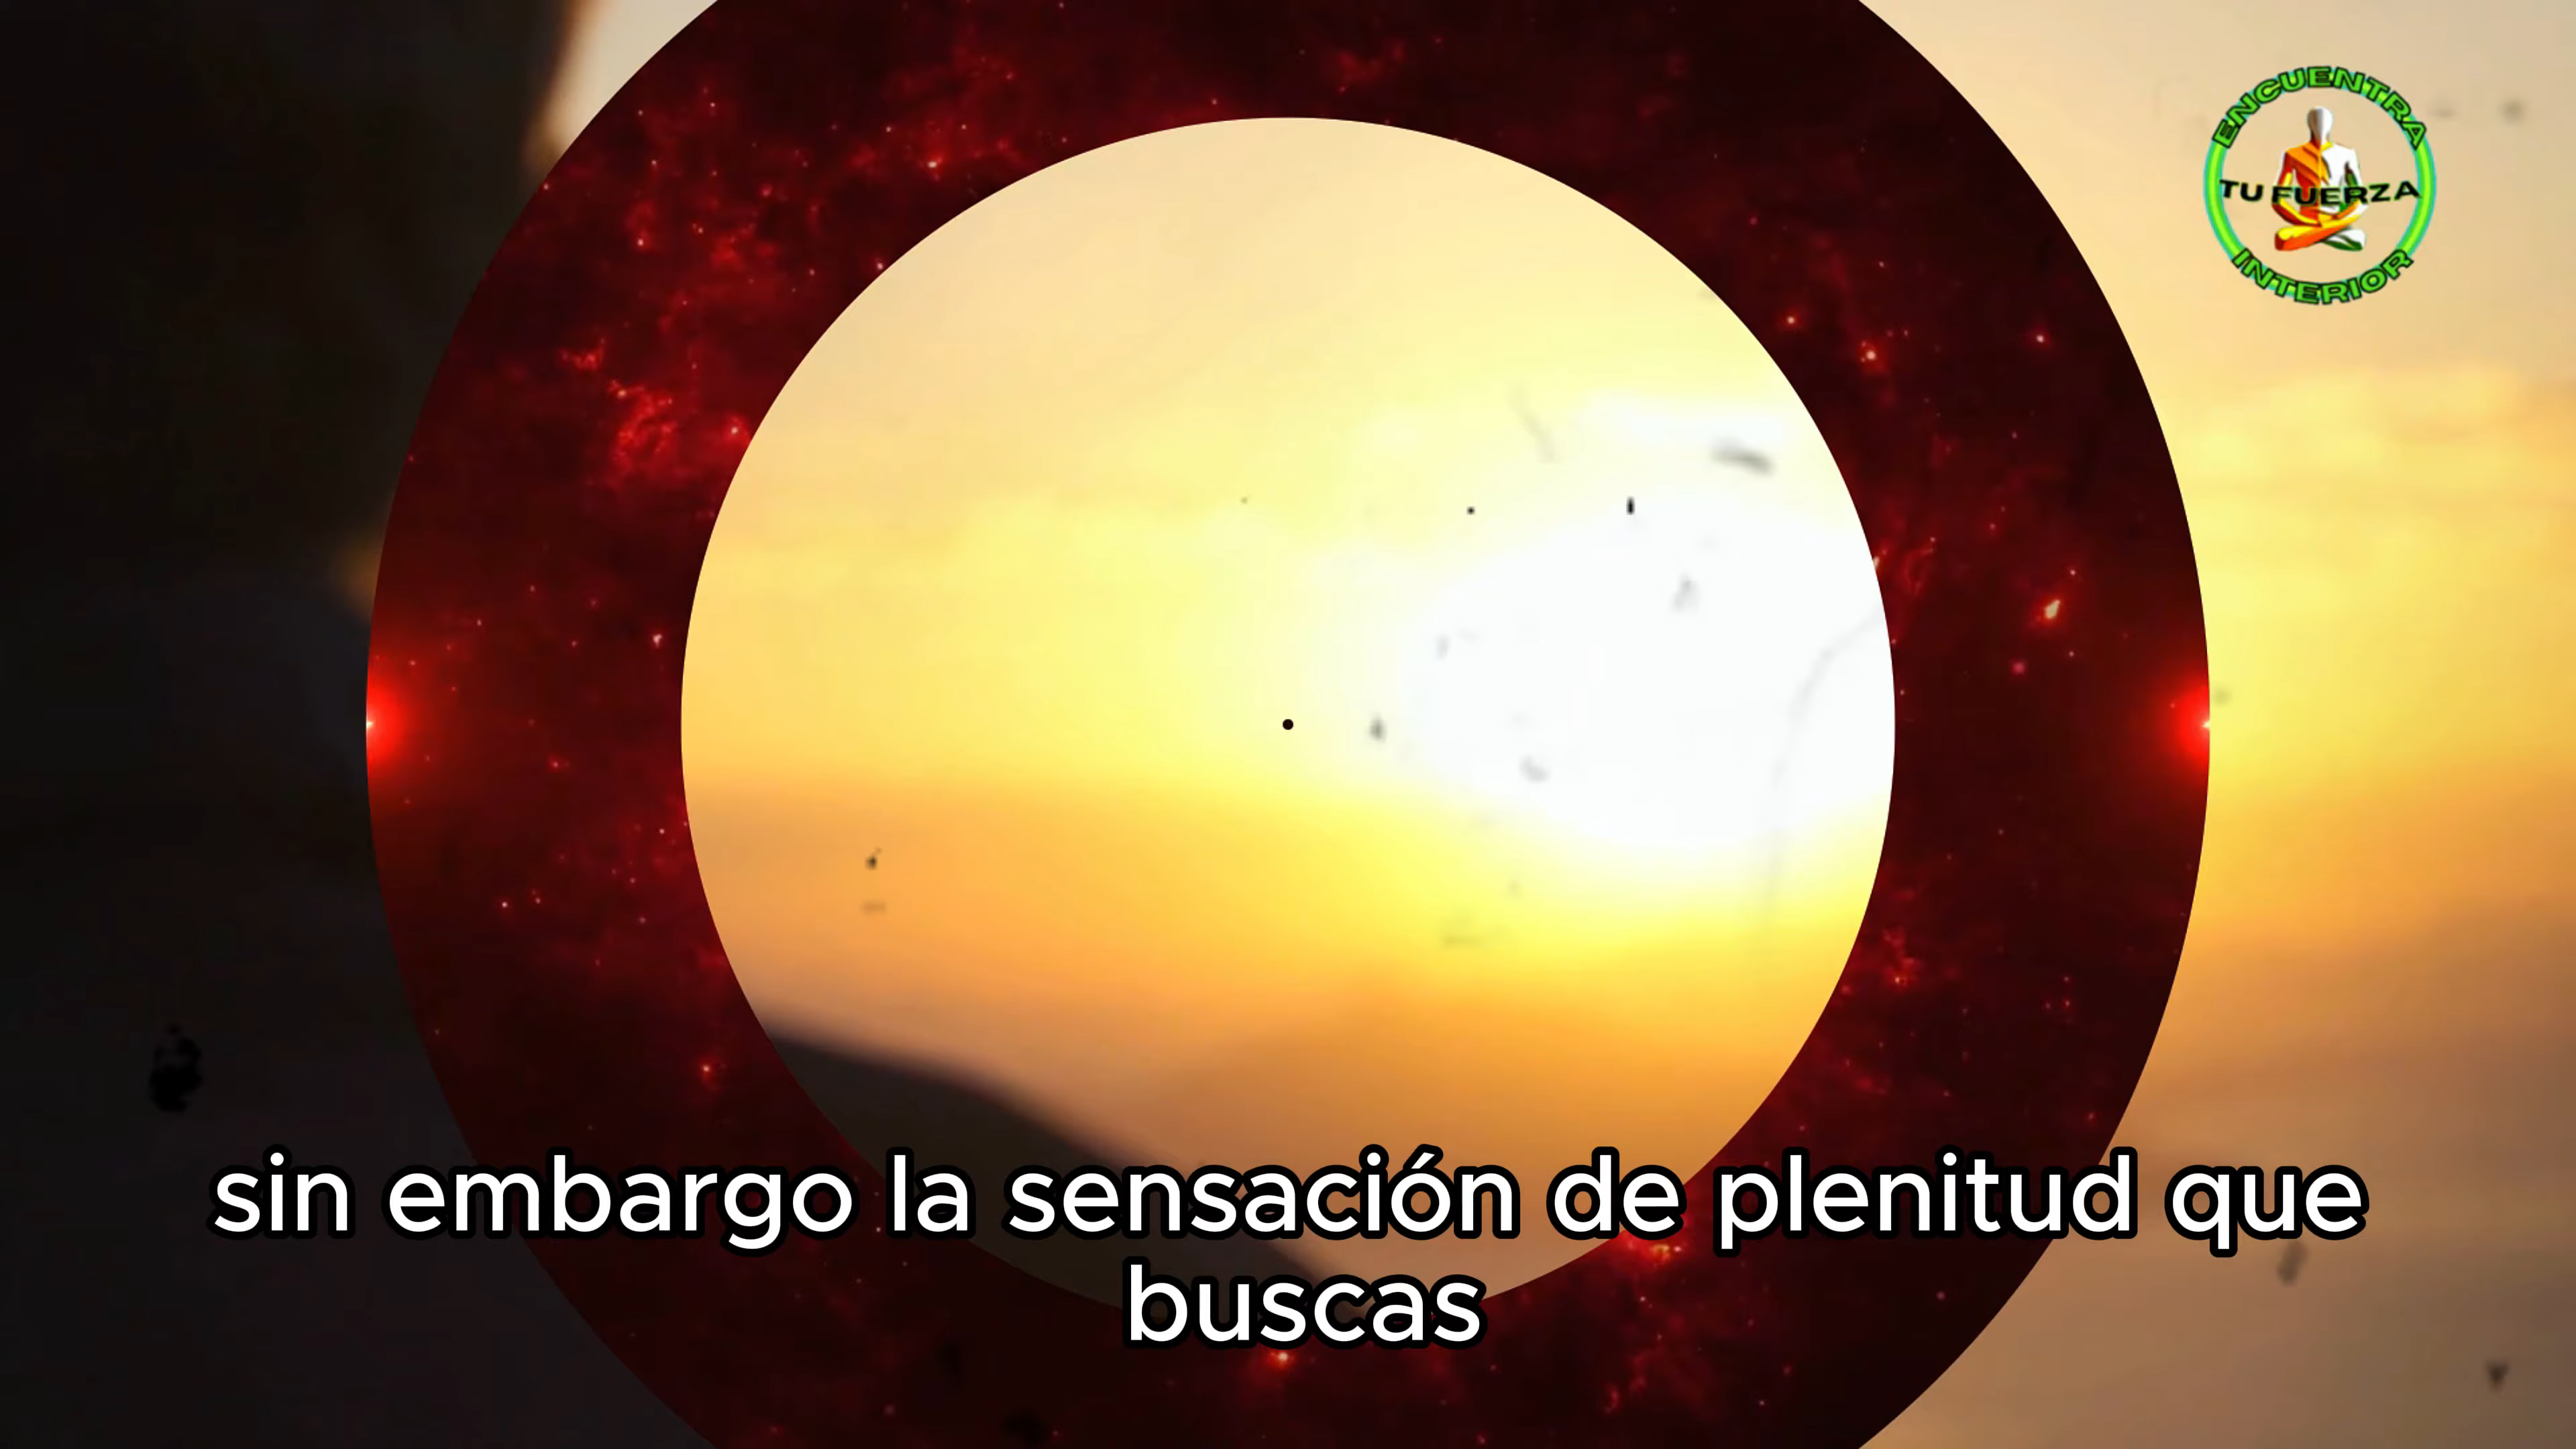 ENCUENTRA
TU FUERZA
INTERIOR
sin embargo la sensación de plenitud que
buscas